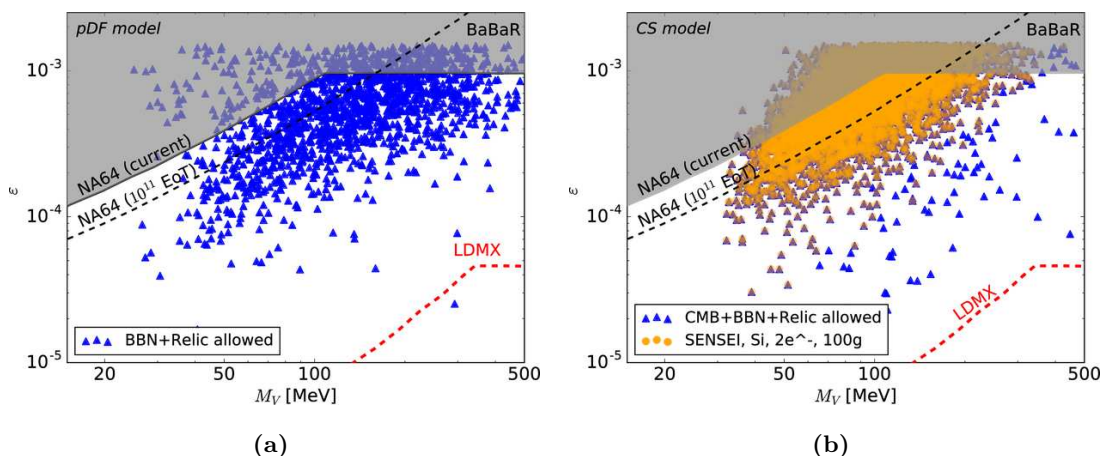 pDF model
BaBaR
10^-3
NA64 (current)
NA64 (10^11 EoT)
ε
10^-4
LDMX
BBN+Relic allowed
10^-5
20
50
100
500
M_V [MeV]
(a)
CS model
BaBaR
10^-3
NA64 (current)
NA64 (10^11 EoT)
ε
10^-4
LDMX
CMB+BBN+Relic allowed
SENSEI, Si, 2e^-, 100g
10^-5
20
50
100
500
M_V [MeV]
(b)